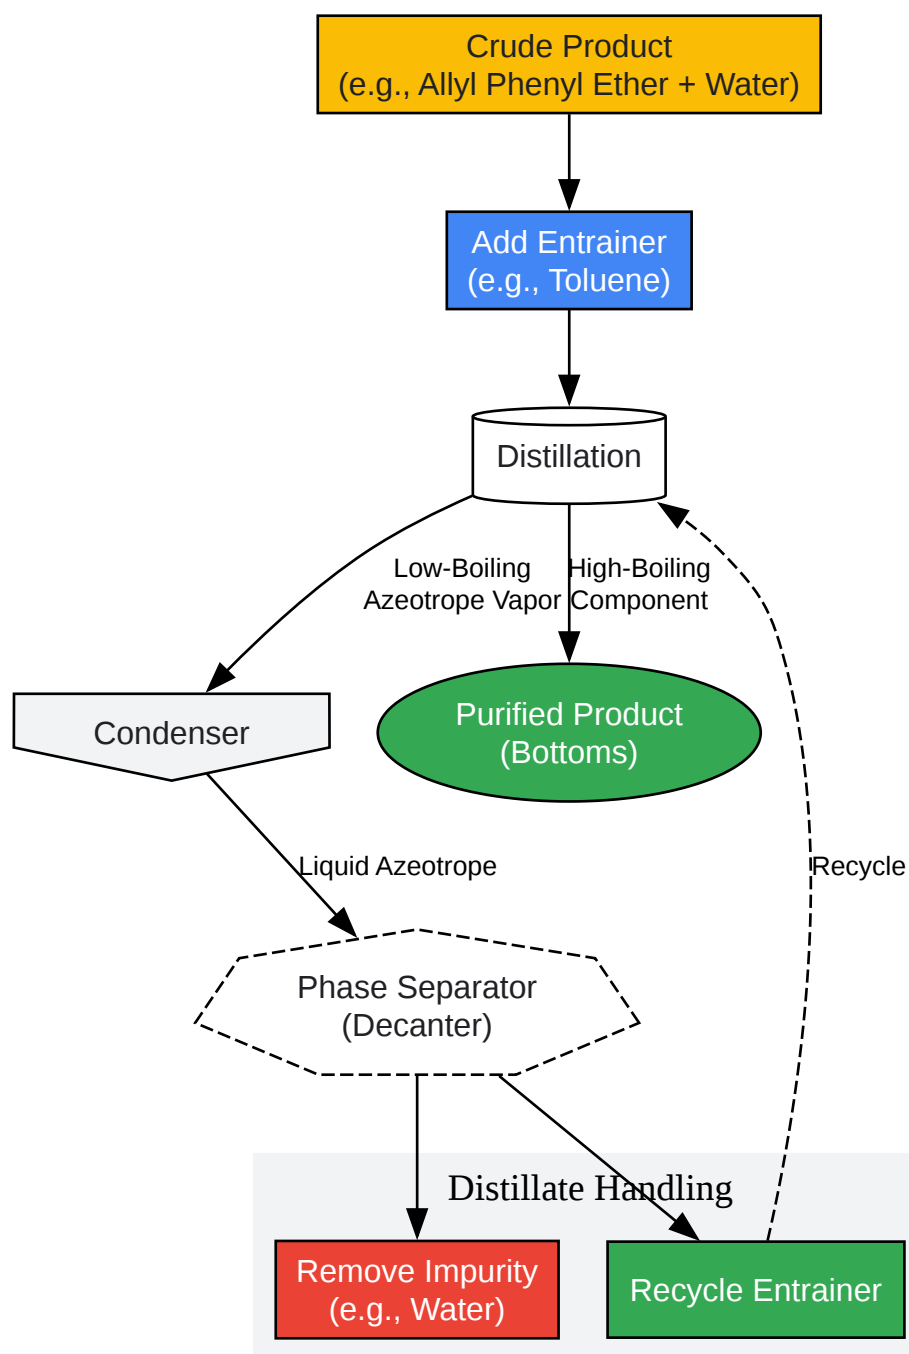 Crude Product
(e.g., Allyl Phenyl Ether + Water)
Add Entrainer
(e.g., Toluene)
Distillation
Low-Boiling
Azeotrope Vapor
High-Boiling
Component
Condenser
Purified Product
(Bottoms)
Liquid Azeotrope
Recycle
Phase Separator
(Decanter)
Distillate Handling
Remove Impurity
(e.g., Water)
Recycle Entrainer